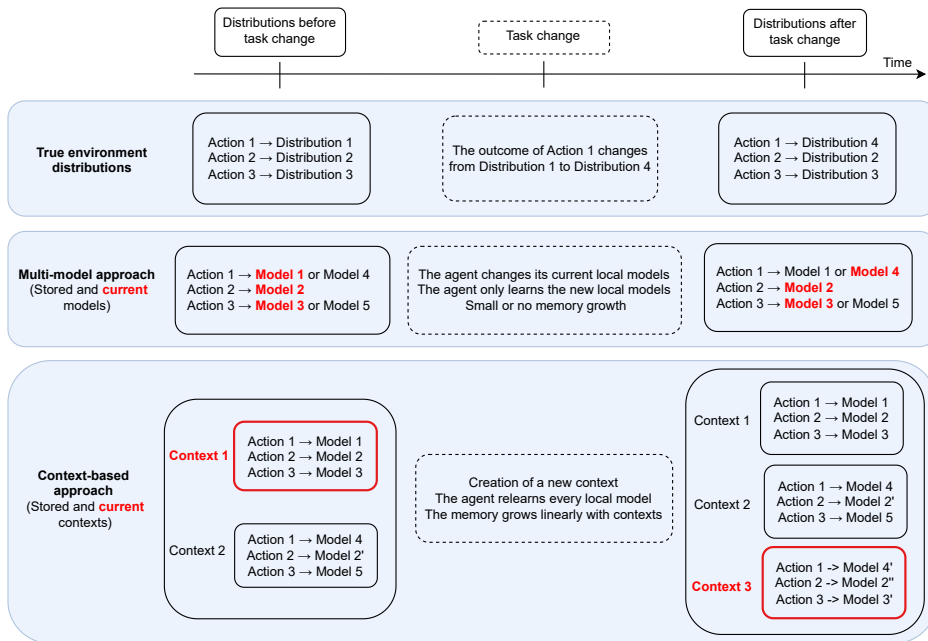 Distributions before
task change
Task change
Distributions after
task change
Time
True environment
distributions
Action 1 → Distribution 1
Action 2 → Distribution 2
Action 3 → Distribution 3
The outcome of Action 1 changes
from Distribution 1 to Distribution 4
Action 1 → Distribution 4
Action 2 → Distribution 2
Action 3 → Distribution 3
Multi-model approach
(Stored and current
models)
Action 1 → Model 1 or Model 4
Action 2 → Model 2
Action 3 → Model 3 or Model 5
The agent changes its current local models
The agent only learns the new local models
Small or no memory growth
Action 1 → Model 1 or Model 4
Action 2 → Model 2
Action 3 → Model 3 or Model 5
Context-based
approach
(Stored and current
contexts)
Context 1
Action 1 → Model 1
Action 2 → Model 2
Action 3 → Model 3
Context 2
Action 1 → Model 4
Action 2 → Model 2'
Action 3 → Model 5
Creation of a new context
The agent relearns every local model
The memory grows linearly with contexts
Context 1
Action 1 → Model 1
Action 2 → Model 2
Action 3 → Model 3
Context 2
Action 1 → Model 4
Action 2 → Model 2'
Action 3 → Model 5
Context 3
Action 1 -> Model 4'
Action 2 -> Model 2''
Action 3 -> Model 3'